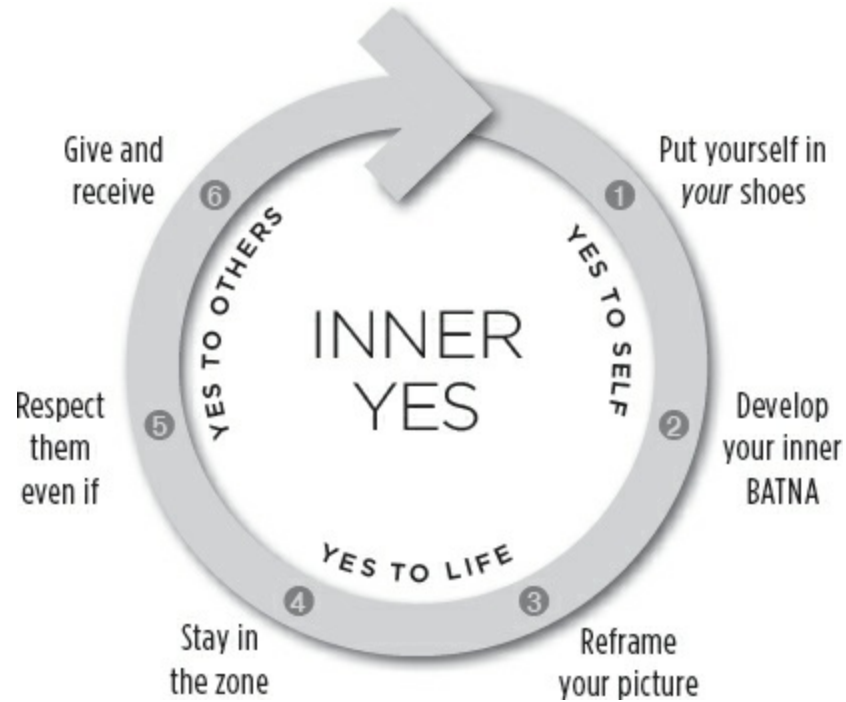 INNER
YES
YES TO SELF
YES TO LIFE
YES TO OTHERS
1
Put yourself in
your shoes
2
Develop
your inner
BATNA
3
Reframe
your picture
4
Stay in
the zone
5
Respect
them
even if
6
Give and
receive